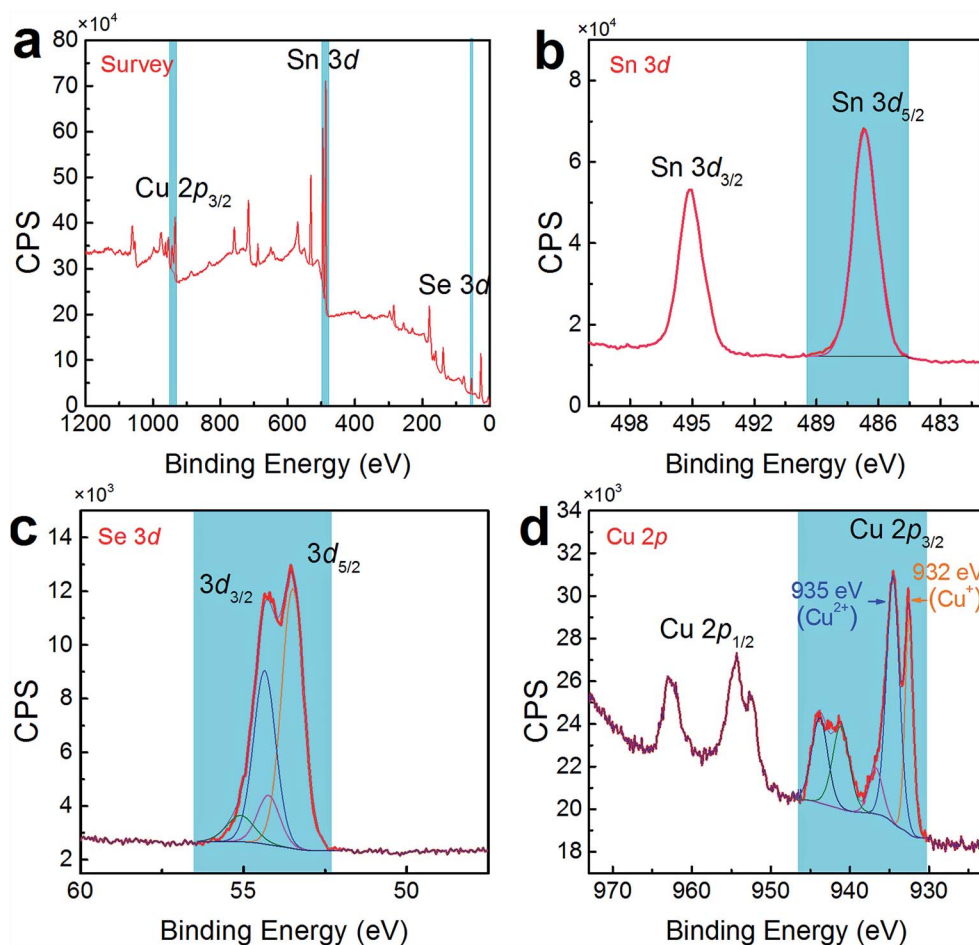 a
×10⁴
Survey
Cu 2p₃/₂
Sn 3d
Se 3d
80
70
60
50
40
30
20
10
0
CPS
1200 1000 800 600 400 200 0
Binding Energy (eV)
b
×10⁴
Sn 3d
Sn 3d₃/₂
Sn 3d₅/₂
8
6
4
2
0
CPS
498 495 492 489 486 483
Binding Energy (eV)
c
×10³
Se 3d
3d₃/₂
3d₅/₂
14
12
10
8
6
4
2
CPS
60 55 50
Binding Energy (eV)
d
×10³
Cu 2p
Cu 2p₃/₂
935 eV
(Cu²⁺)
932 eV
(Cu⁺)
Cu 2p₁/₂
34
32
30
28
26
24
22
20
18
CPS
970 960 950 940 930
Binding Energy (eV)